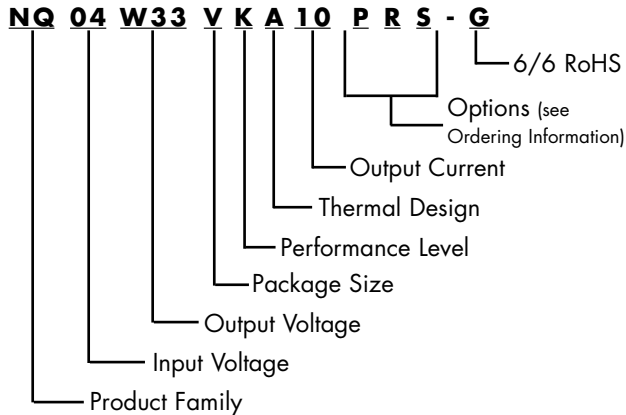 NQ 04 W33 V K A 10 P R S - G
6/6 RoHS
Options (see
Ordering Information)
Output Current
Thermal Design
Performance Level
Package Size
Output Voltage
Input Voltage
Product Family